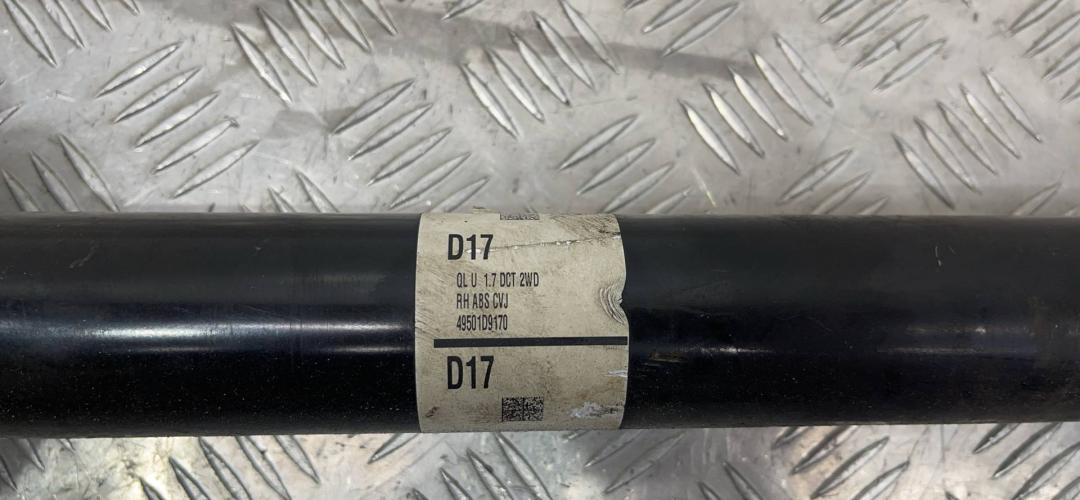 D17
QL U 1.7 DCT 2WD
RH ABS CVJ
49501D9170
D17